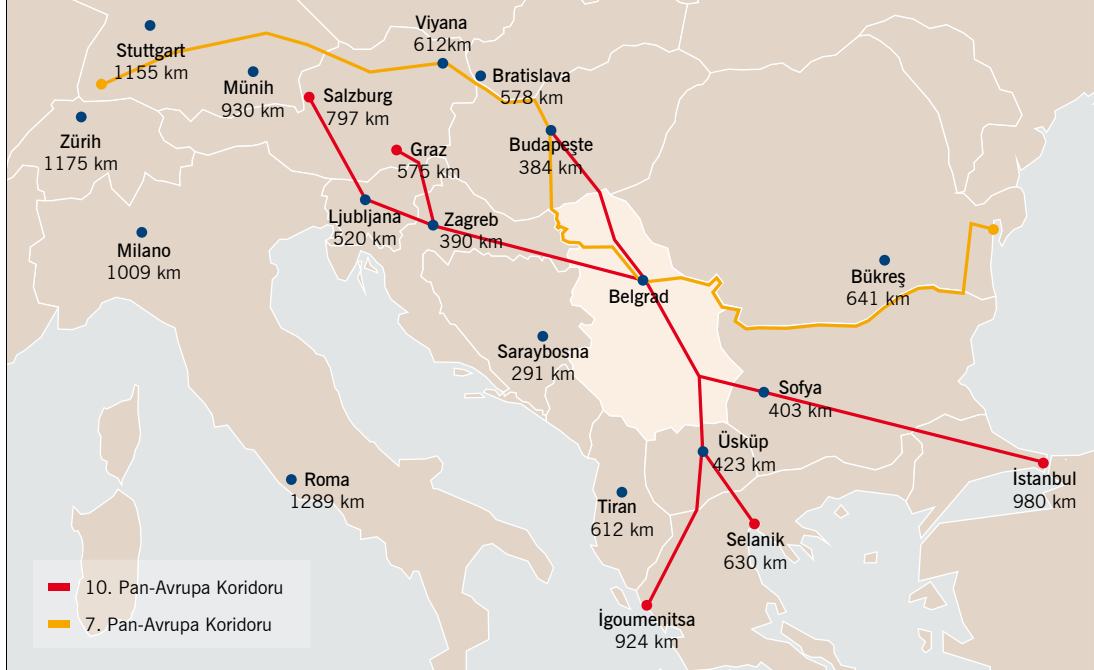 Stuttgart
1155 km
Viyana
612km
Münih
930 km
Bratislava
578 km
Salzburg
797 km
Zürih
1175 km
Graz
575 km
Budapeşte
384 km
Ljubljana
520 km
Zagreb
390 km
Milano
1009 km
Bükreş
641 km
Belgrad
Saraybosna
291 km
Sofya
403 km
Üsküp
423 km
Roma
1289 km
Tiran
612 km
İstanbul
980 km
Selanik
630 km
İgoumenitsa
924 km
10. Pan-Avrupa Koridoru
7. Pan-Avrupa Koridoru